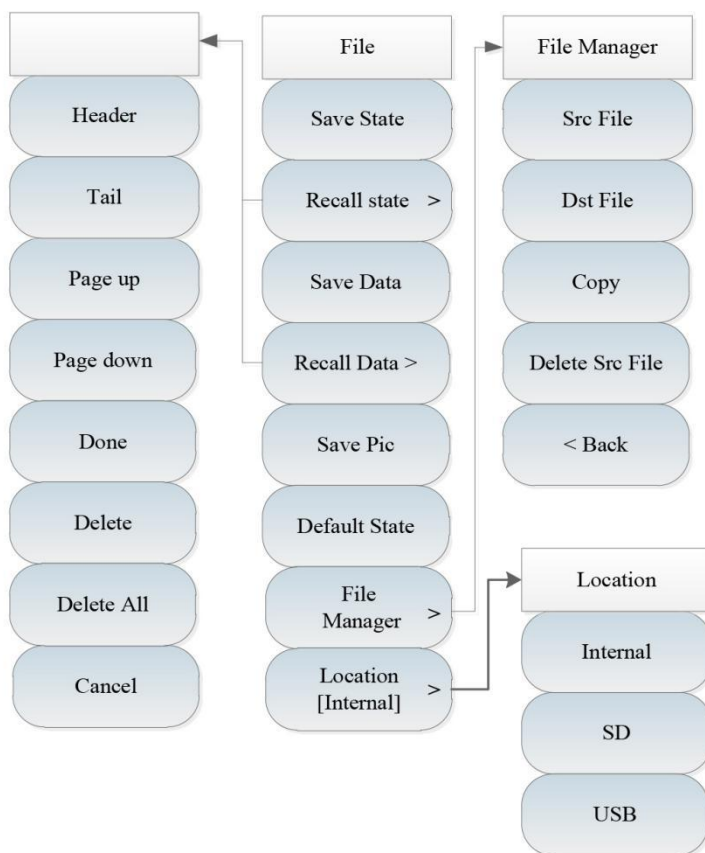 Header
Tail
Page up
Page down
Done
Delete
Delete All
Cancel
File
Save State
Recall state >
Save Data
Recall Data >
Save Pic
Default State
File
Manager >
Location
[Internal] >
File Manager
Src File
Dst File
Copy
Delete Src File
< Back
Location
Internal
SD
USB